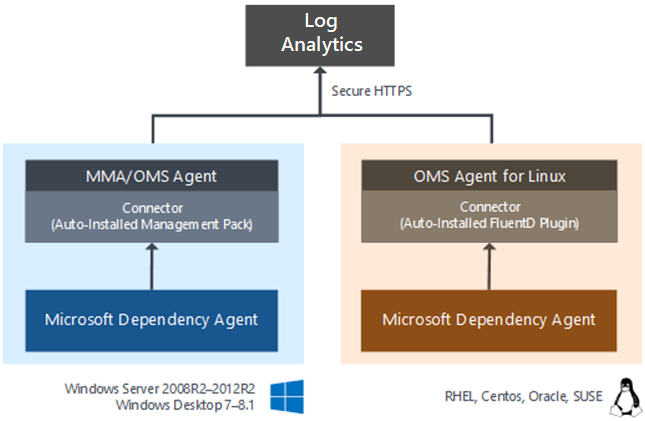 Log
Analytics
Secure HTTPS
MMA/OMS Agent
Connector
(Auto-Installed Management Pack)
Microsoft Dependency Agent
Windows Server 2008R2–2012R2
Windows Desktop 7–8.1
OMS Agent for Linux
Connector
(Auto-Installed FluentD Plugin)
Microsoft Dependency Agent
RHEL, Centos, Oracle, SUSE